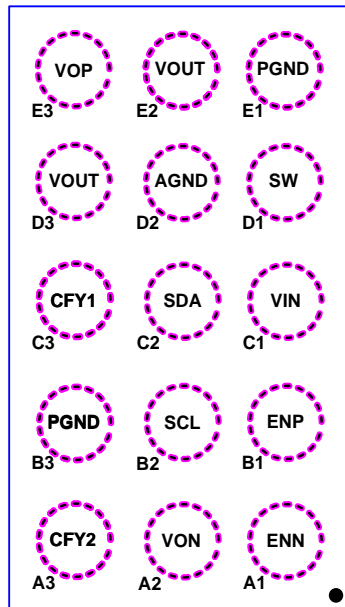 VOP VOUT PGND
E3 E2 E1
VOUT AGND SW
D3 D2 D1
CFY1 SDA VIN
C3 C2 C1
PGND SCL ENP
B3 B2 B1
CFY2 VON ENN
A3 A2 A1